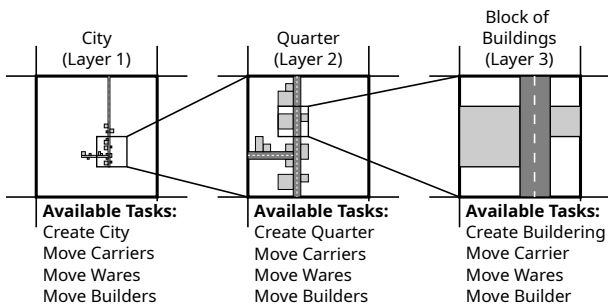 City
(Layer 1)
Quarter
(Layer 2)
Block of
Buildings
(Layer 3)
Available Tasks:
Create City
Move Carriers
Move Wares
Move Builders
Available Tasks:
Create Quarter
Move Carriers
Move Wares
Move Builders
Available Tasks:
Create Buildering
Move Carrier
Move Wares
Move Builder